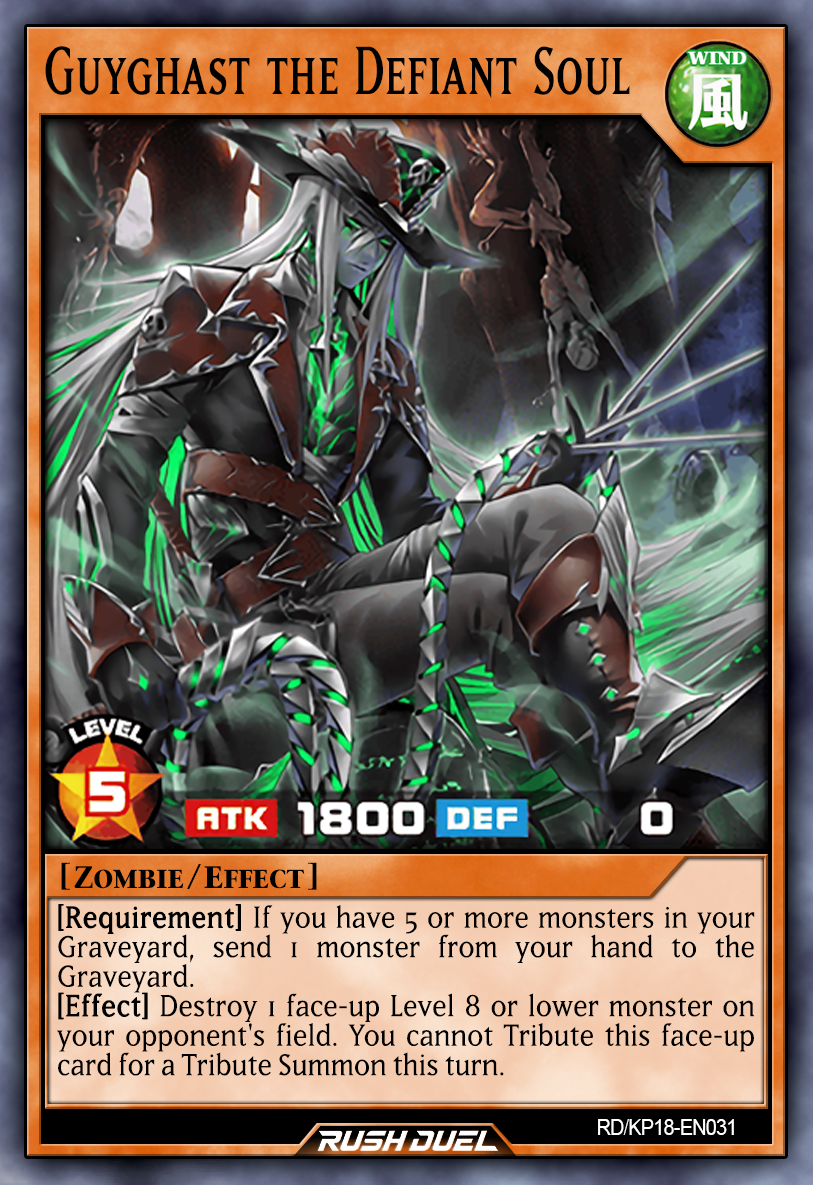 Guyghast the Defiant Soul
WIND
風
LEVEL
5
ATK 1800 DEF 0
[Zombie/Effect]
[Requirement] If you have 5 or more monsters in your
Graveyard, send 1 monster from your hand to the
Graveyard.
[Effect] Destroy 1 face-up Level 8 or lower monster on
your opponent's field. You cannot Tribute this face-up
card for a Tribute Summon this turn.
RD/KP18-EN031
RUSH DUEL